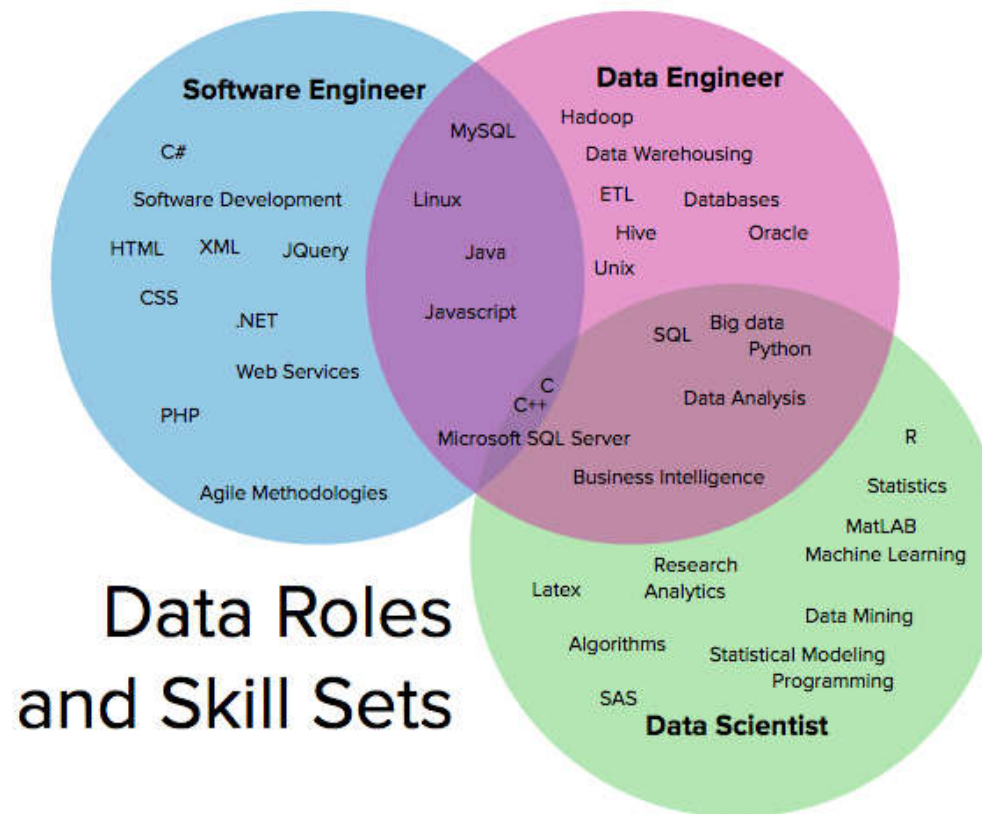 Software Engineer
C#
Software Development
HTML
XML
JQuery
CSS
.NET
Web Services
PHP
Agile Methodologies
MySQL
Linux
Java
Javascript
C
C++
Microsoft SQL Server
Data Engineer
Hadoop
Data Warehousing
ETL
Databases
Hive
Oracle
Unix
SQL
Big data
Python
Data Analysis
Business Intelligence
R
Statistics
MatLAB
Machine Learning
Research
Analytics
Latex
Data Mining
Algorithms
Statistical Modeling
Programming
SAS
Data Scientist
Data Roles
and Skill Sets